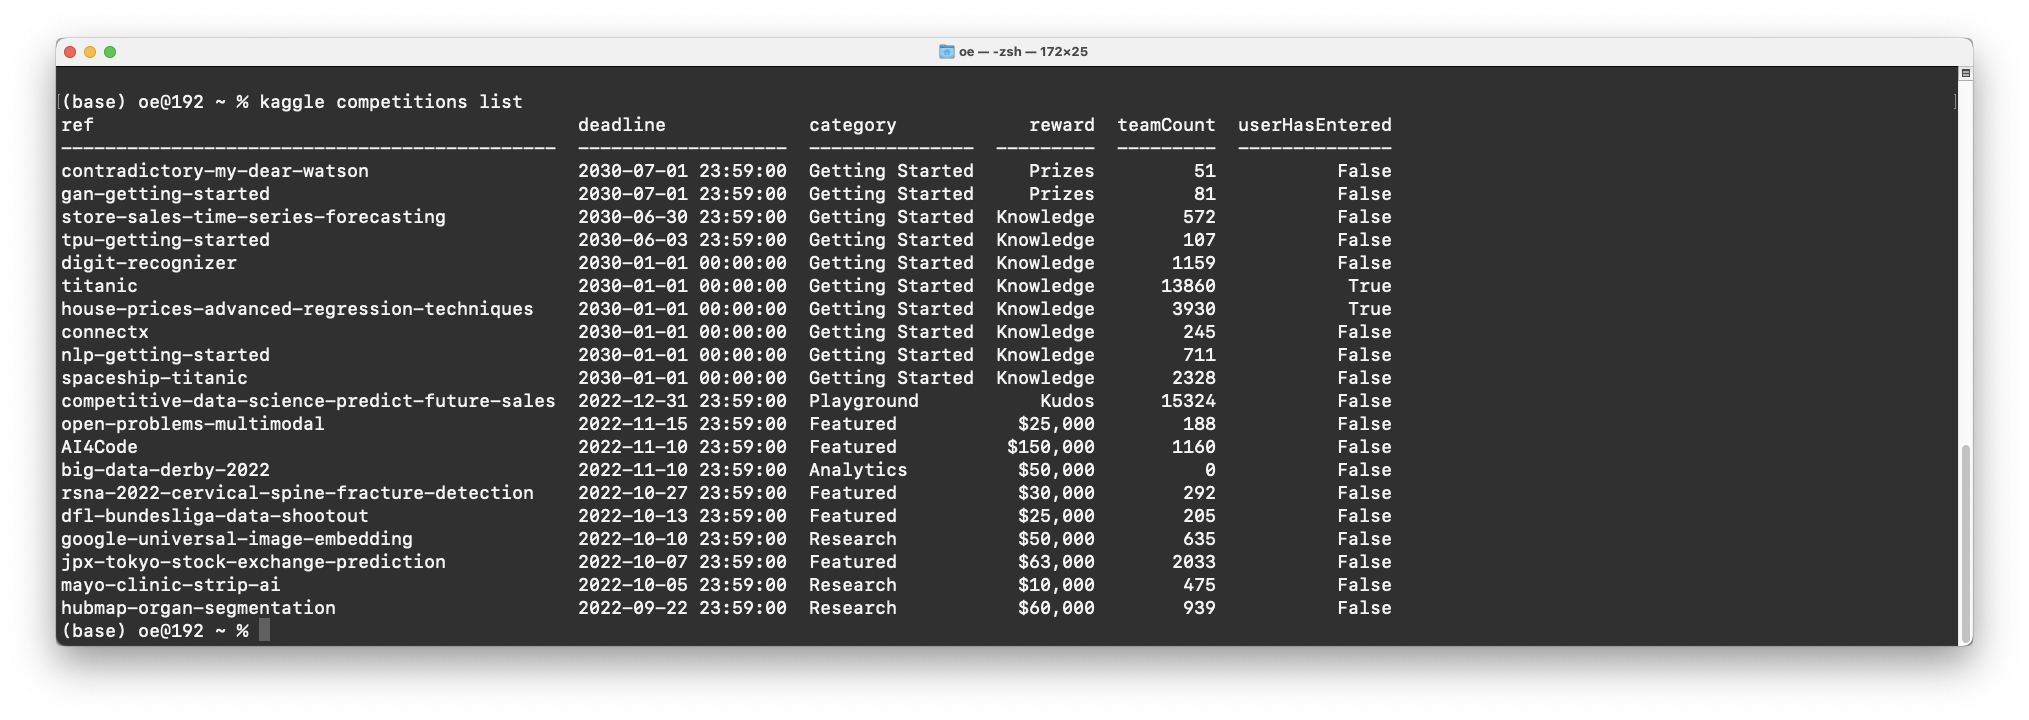 oe — -zsh — 172×25
(base) oe@192 ~ % kaggle competitions list
ref deadline category reward teamCount userHasEntered
--------------------------------------------- ------------------- --------------- --------- --------- --------------
contradictory-my-dear-watson 2030-07-01 23:59:00 Getting Started Prizes 51 False
gan-getting-started 2030-07-01 23:59:00 Getting Started Prizes 81 False
store-sales-time-series-forecasting 2030-06-30 23:59:00 Getting Started Knowledge 572 False
tpu-getting-started 2030-06-03 23:59:00 Getting Started Knowledge 107 False
digit-recognizer 2030-01-01 00:00:00 Getting Started Knowledge 1159 False
titanic 2030-01-01 00:00:00 Getting Started Knowledge 13860 True
house-prices-advanced-regression-techniques 2030-01-01 00:00:00 Getting Started Knowledge 3930 True
connectx 2030-01-01 00:00:00 Getting Started Knowledge 245 False
nlp-getting-started 2030-01-01 00:00:00 Getting Started Knowledge 711 False
spaceship-titanic 2030-01-01 00:00:00 Getting Started Knowledge 2328 False
competitive-data-science-predict-future-sales 2022-12-31 23:59:00 Playground Kudos 15324 False
open-problems-multimodal 2022-11-15 23:59:00 Featured $25,000 188 False
AI4Code 2022-11-10 23:59:00 Featured $150,000 1160 False
big-data-derby-2022 2022-11-10 23:59:00 Analytics $50,000 0 False
rsna-2022-cervical-spine-fracture-detection 2022-10-27 23:59:00 Featured $30,000 292 False
dfl-bundesliga-data-shootout 2022-10-13 23:59:00 Featured $25,000 205 False
google-universal-image-embedding 2022-10-10 23:59:00 Research $50,000 635 False
jpx-tokyo-stock-exchange-prediction 2022-10-07 23:59:00 Featured $63,000 2033 False
mayo-clinic-strip-ai 2022-10-05 23:59:00 Research $10,000 475 False
hubmap-organ-segmentation 2022-09-22 23:59:00 Research $60,000 939 False
(base) oe@192 ~ %